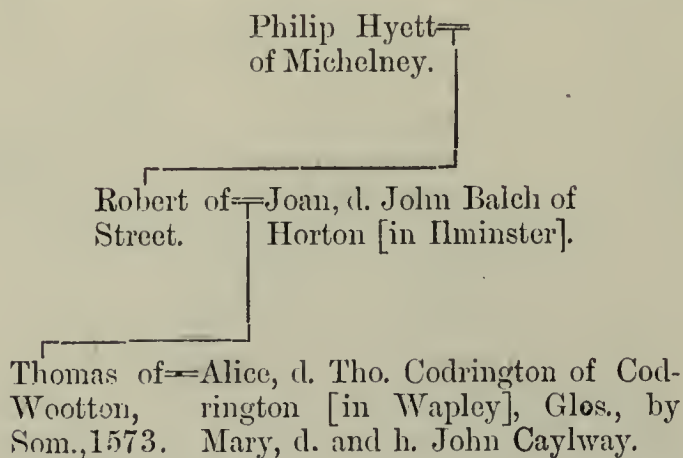 Philip Hyett
of Michelney.
Robert of Joan, d. John Balch of
Street. Horton [in Ilminster].
Thomas of Alice, d. Tho. Codrington of Cod-
Wootton, rington [in Wapley], Glos., by
Som., 1573. Mary, d. and h. John Caylway.